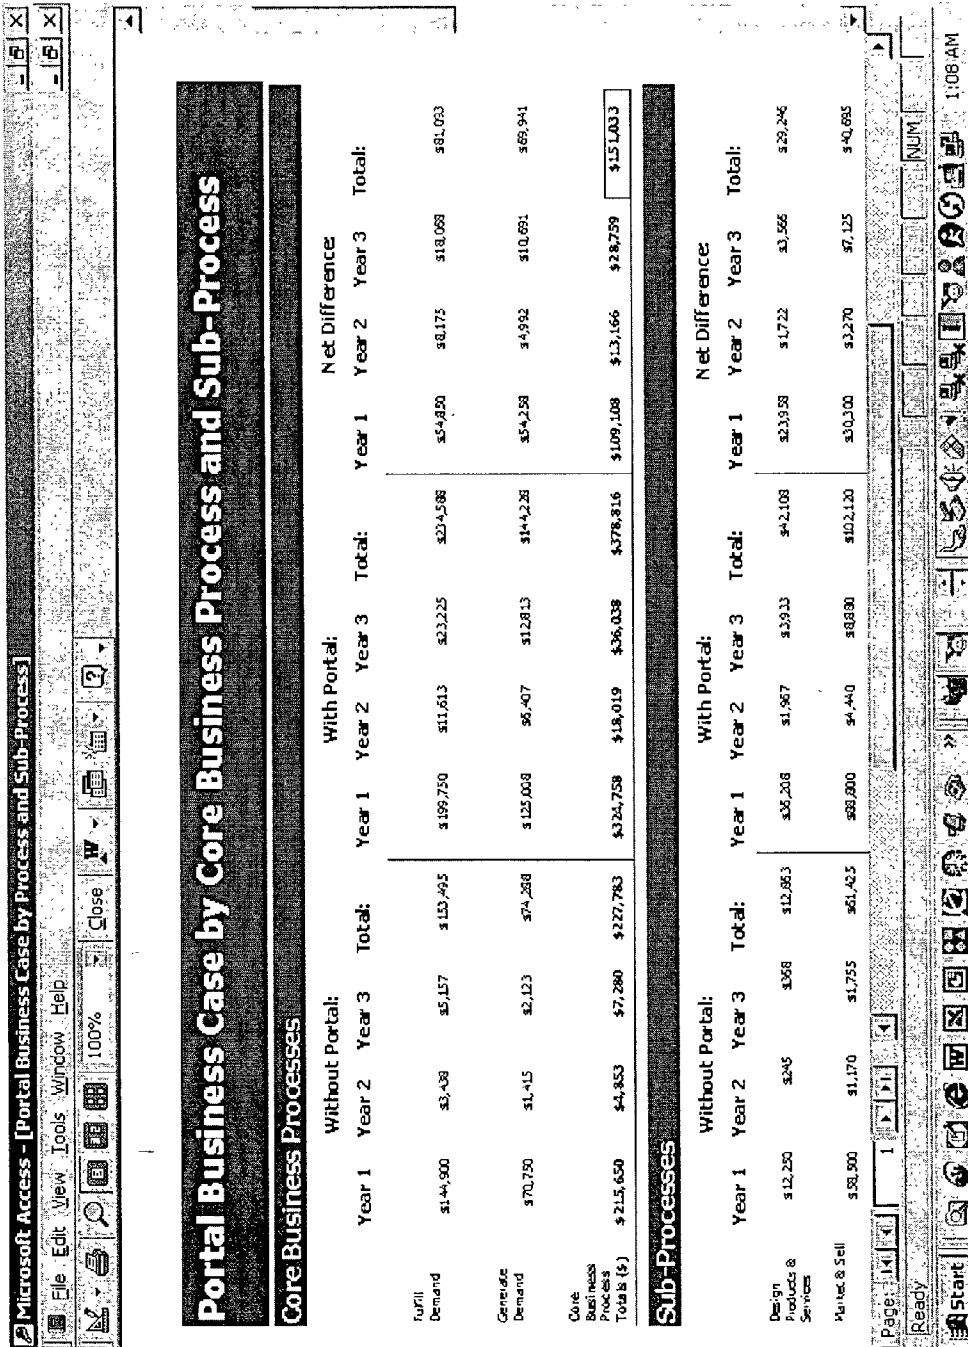 Microsoft Access - [Portal Business Case by Process and Sub-Process]
File Edit View Tools Window Help
100% Close W
Portal Business Case by Core Business Process and Sub-Process
Core Business Processes
Without Portal: With Portal: Net Difference:
Year 1 Year 2 Year 3 Total: Year 1 Year 2 Year 3 Total: Year 1 Year 2 Year 3 Total:
Fulfill
Demand $144,900 $3,438 $5,157 $153,495 $199,750 $11,613 $23,225 $234,588 $54,850 $8,175 $18,068 $81,093
Generate
Demand $70,750 $1,415 $2,123 $74,288 $125,008 $6,407 $12,813 $144,228 $54,258 $4,992 $10,691 $69,941
Core
Business
Process
Totals ($) $215,650 $4,853 $7,280 $227,783 $324,758 $18,019 $36,038 $378,816 $109,108 $13,166 $28,759 $151,033
Sub-Processes
Without Portal: With Portal: Net Difference:
Year 1 Year 2 Year 3 Total: Year 1 Year 2 Year 3 Total: Year 1 Year 2 Year 3 Total:
Design
Products &
Services $12,250 $245 $368 $12,863 $36,208 $1,967 $3,933 $42,108 $23,958 $1,722 $3,566 $29,246
Market & Sell $58,500 $1,170 $1,755 $61,425 $88,800 $4,440 $8,880 $102,120 $30,300 $3,270 $7,125 $40,695
Page: 1
Ready NUM
Start 1:08 AM